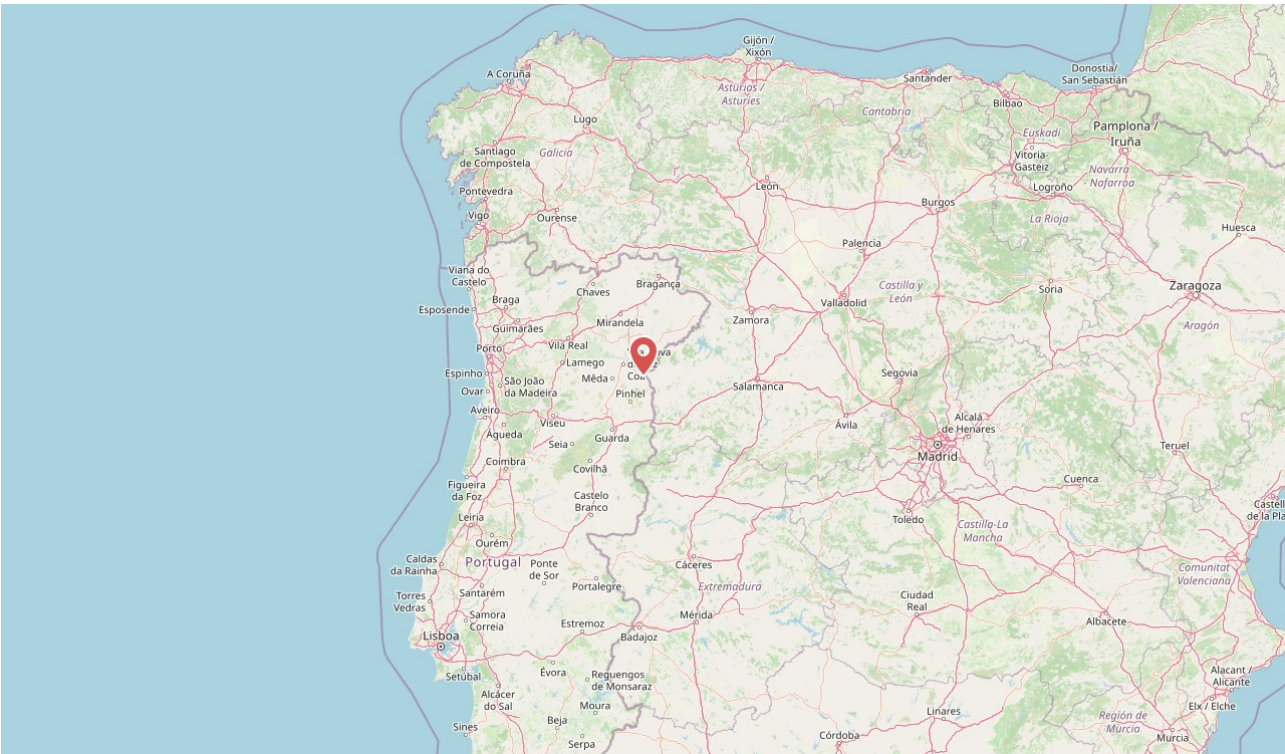 Gijón /
Xixón
A Coruña
Santander
Donostia/
San Sebastián
Asturias /
Asturies
Bilbao
Cantabria
Lugo
Euskadi
Pamplona /
Iruña
Santiago
de Compostela
Galicia
Vitoria-
Gasteiz
Navarra
Nafarroa
León
Logroño
Pontevedra
Burgos
Vigo
Ourense
La Rioja
Huesca
Palencia
Viana do
Castelo
Bragança
Chaves
Castilla y
León
Soria
Zaragoza
Braga
Valladolid
Esposende
Guimarães
Mirandela
Zamora
Aragón
Porto
Vila Real
Lamego
Espinho
São João
da Madeira
Mêda
Segovia
Salamanca
Ovar
Pinhel
Aveiro
Viseu
Ávila
Alcalá
de Henares
Águeda
Seia
Guarda
Teruel
Madrid
Coimbra
Covilhã
Cuenca
Figueira
da Foz
Castelo
Branco
Leiria
Toledo
Castilla-La
Mancha
Ourém
Caldas
da Rainha
Portugal
Ponte
de Sor
Cáceres
Comunitat
Valenciana
Portalegre
Extremadura
Santarém
Torres
Vedras
Ciudad
Real
Samora
Correia
Mérida
Albacete
Estremoz
Lisboa
Badajoz
Setúbal
Évora
Reguengos
de Monsaraz
Alacant /
Alicante
Alcácer
do Sal
Moura
Elx / Elche
Linares
Beja
Región de
Murcia
Sines
Serpa
Córdoba
Murcia